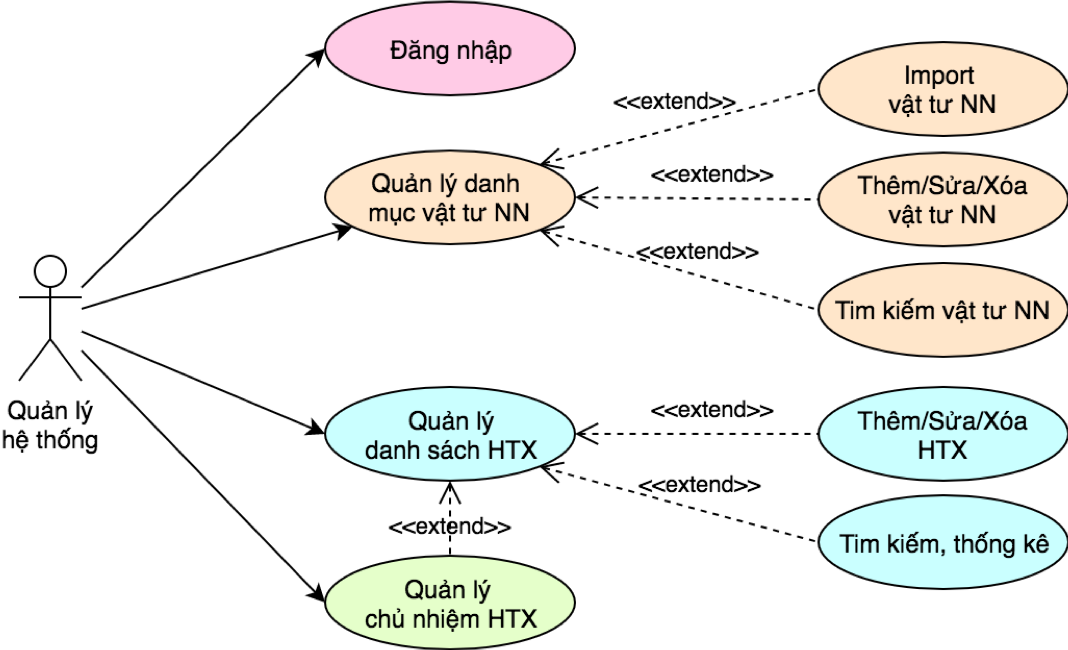 Đăng nhập
Import
vật tư NN
<<extend>>
Quản lý danh
mục vật tư NN
<<extend>>
Thêm/Sửa/Xóa
vật tư NN
<<extend>>
Tim kiếm vật tư NN
Quản lý
hệ thống
Quản lý
danh sách HTX
<<extend>>
Thêm/Sửa/Xóa
HTX
<<extend>>
Tim kiếm, thống kê
<<extend>>
Quản lý
chủ nhiệm HTX